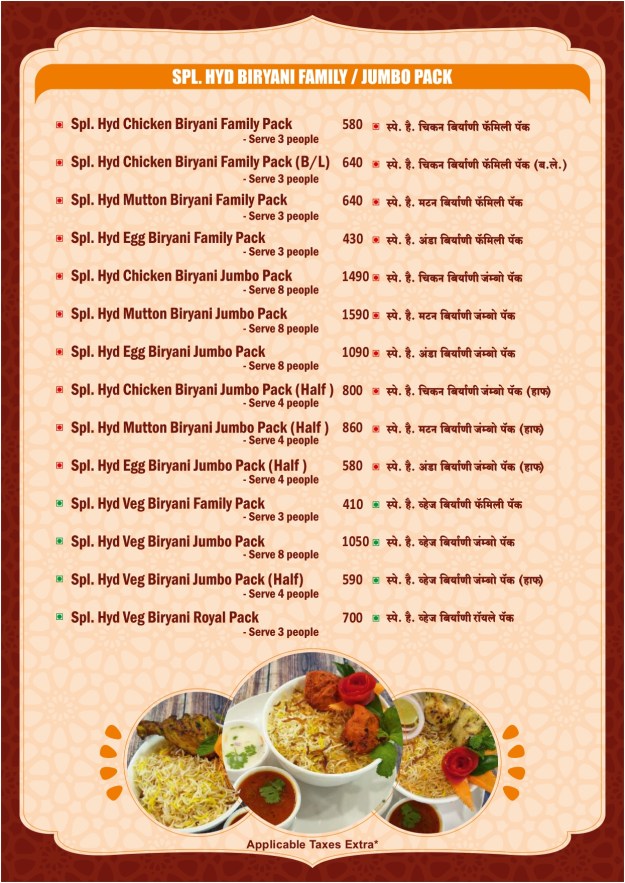 SPL. HYD BIRYANI FAMILY / JUMBO PACK
Spl. Hyd Chicken Biryani Family Pack 580 स्पे. है. चिकन बिर्याणी फॅमिली पॅक
- Serve 3 people
Spl. Hyd Chicken Biryani Family Pack (B/L) 640 स्पे. है. चिकन बिर्याणी फॅमिली पॅक (ब.ले.)
- Serve 3 people
Spl. Hyd Mutton Biryani Family Pack 640 स्पे. है. मटन बिर्याणी फॅमिली पॅक
- Serve 3 people
Spl. Hyd Egg Biryani Family Pack 430 स्पे. है. अंडा बिर्याणी फॅमिली पॅक
- Serve 3 people
Spl. Hyd Chicken Biryani Jumbo Pack 1490 स्पे. है. चिकन बिर्याणी जंम्बो पॅक
- Serve 8 people
Spl. Hyd Mutton Biryani Jumbo Pack 1590 स्पे. है. मटन बिर्याणी जंम्बो पॅक
- Serve 8 people
Spl. Hyd Egg Biryani Jumbo Pack 1090 स्पे. है. अंडा बिर्याणी जंम्बो पॅक
- Serve 8 people
Spl. Hyd Chicken Biryani Jumbo Pack (Half ) 800 स्पे. है. चिकन बिर्याणी जंम्बो पॅक (हाफ)
- Serve 4 people
Spl. Hyd Mutton Biryani Jumbo Pack (Half ) 860 स्पे. है. मटन बिर्याणी जंम्बो पॅक (हाफ)
- Serve 4 people
Spl. Hyd Egg Biryani Jumbo Pack (Half ) 580 स्पे. है. अंडा बिर्याणी जंम्बो पॅक (हाफ)
- Serve 4 people
Spl. Hyd Veg Biryani Family Pack 410 स्पे. है. व्हेज बिर्याणी फॅमिली पॅक
- Serve 3 people
Spl. Hyd Veg Biryani Jumbo Pack 1050 स्पे. है. व्हेज बिर्याणी जंम्बो पॅक
- Serve 8 people
Spl. Hyd Veg Biryani Jumbo Pack (Half) 590 स्पे. है. व्हेज बिर्याणी जंम्बो पॅक (हाफ)
- Serve 4 people
Spl. Hyd Veg Biryani Royal Pack 700 स्पे. है. व्हेज बिर्याणी रॉयले पॅक
- Serve 3 people
Applicable Taxes Extra*